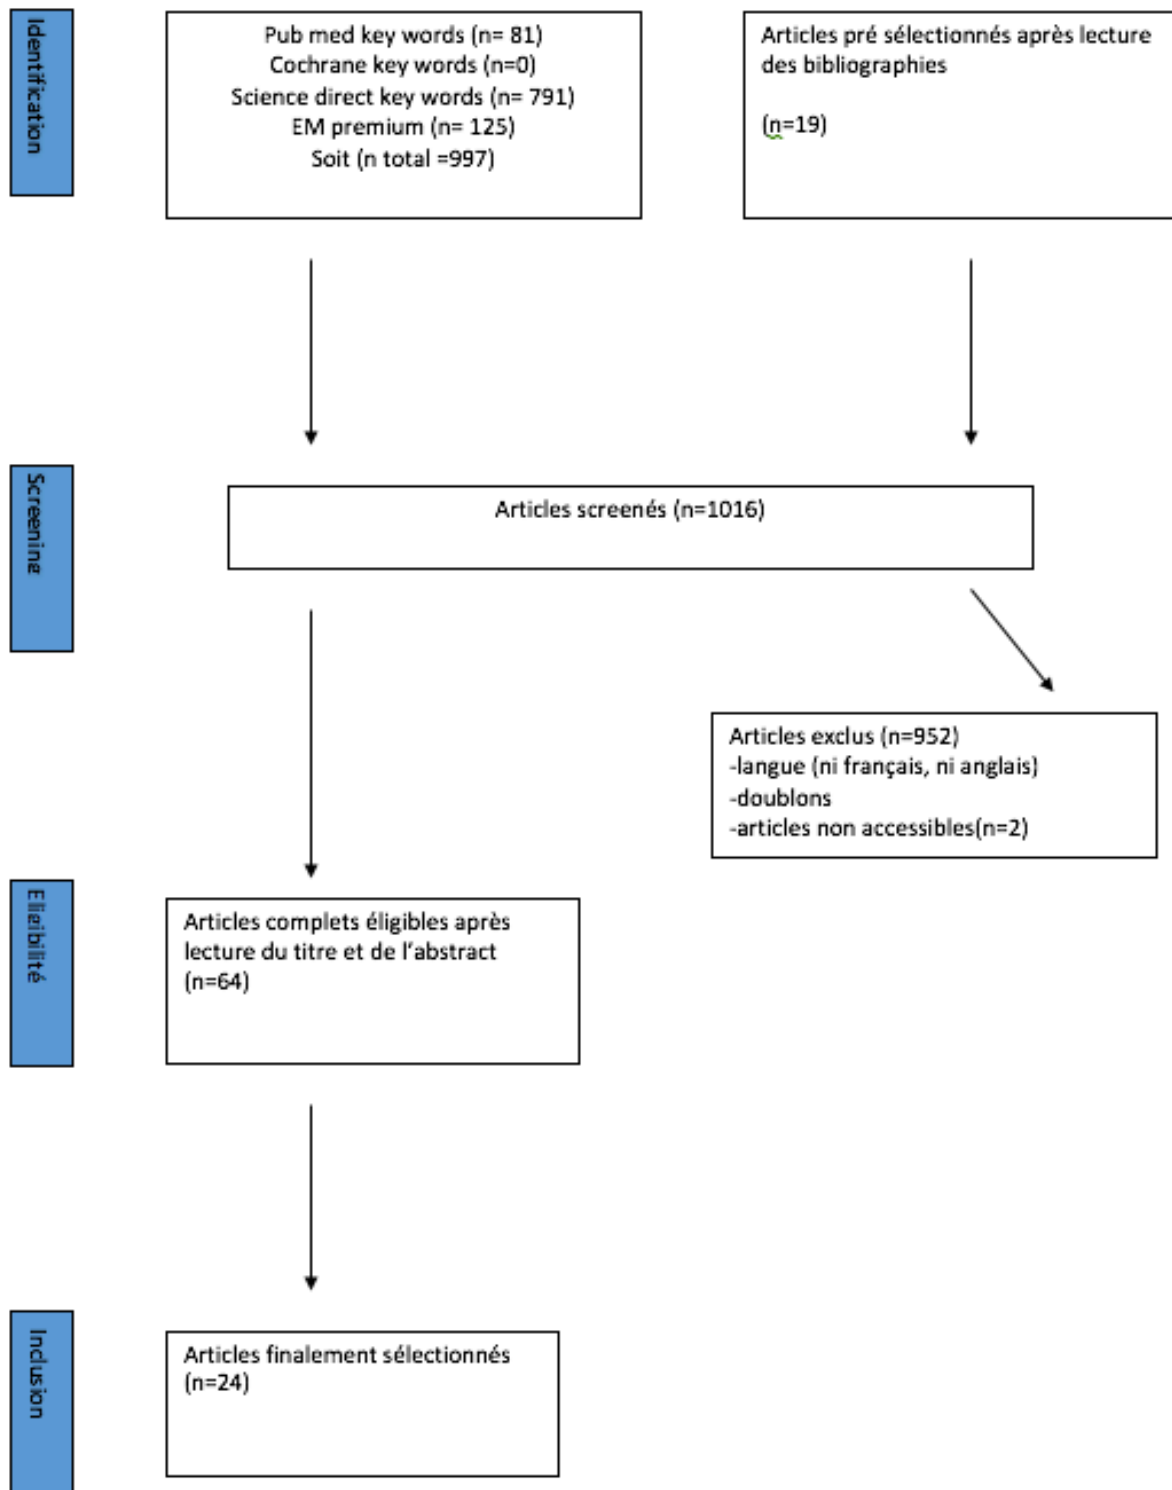 Identification
Pub med key words (n= 81)
Cochrane key words (n=0)
Science direct key words (n= 791)
EM premium (n= 125)
Soit (n total =997)
Articles pré sélectionnés après lecture
des bibliographies
(n=19)
Screening
Articles screenés (n=1016)
Articles exclus (n=952)
-langue (ni français, ni anglais)
-doublons
-articles non accessibles(n=2)
Eligibilité
Articles complets éligibles après
lecture du titre et de l'abstract
(n=64)
Inclusion
Articles finalement sélectionnés
(n=24)